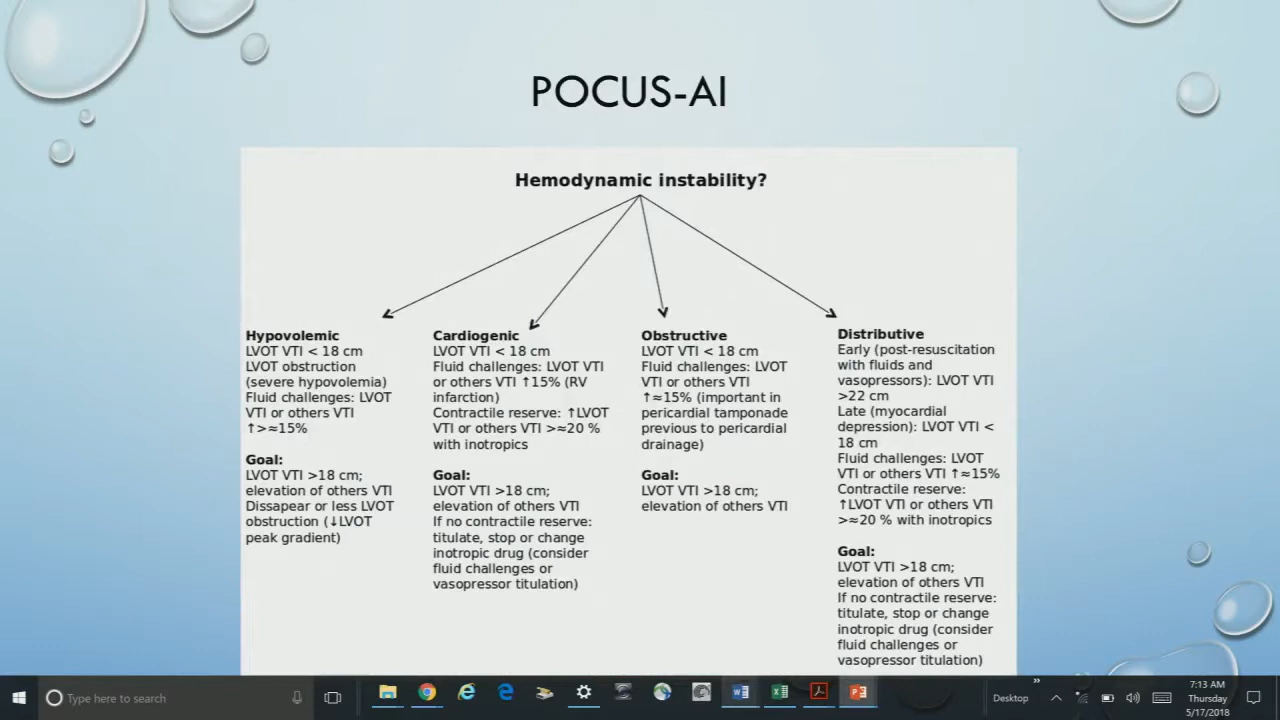 POCUS-AI
Hemodynamic instability?
Hypovolemic
LVOT VTI < 18 cm
LVOT obstruction
(severe hypovolemia)
Fluid challenges: LVOT
VTI or others VTI
↑>≈15%
Goal:
LVOT VTI >18 cm;
elevation of others VTI
Dissapear or less LVOT
obstruction (↓LVOT
peak gradient)
Cardiogenic
LVOT VTI < 18 cm
Fluid challenges: LVOT VTI
or others VTI ↑15% (RV
infarction)
Contractile reserve: ↑LVOT
VTI or others VTI >≈20 %
with inotropics
Goal:
LVOT VTI >18 cm;
elevation of others VTI
If no contractile reserve:
titulate, stop or change
inotropic drug (consider
fluid challenges or
vasopressor titulation)
Obstructive
LVOT VTI < 18 cm
Fluid challenges: LVOT
VTI or others VTI
↑≈15% (important in
pericardial tamponade
previous to pericardial
drainage)
Goal:
LVOT VTI >18 cm;
elevation of others VTI
Distributive
Early (post-resuscitation
with fluids and
vasopressors): LVOT VTI
>22 cm
Late (myocardial
depression): LVOT VTI <
18 cm
Fluid challenges: LVOT
VTI or others VTI ↑≈15%
Contractile reserve:
↑LVOT VTI or others VTI
>≈20 % with inotropics
Goal:
LVOT VTI >18 cm;
elevation of others VTI
If no contractile reserve:
titulate, stop or change
inotropic drug (consider
fluid challenges or
vasopressor titulation)
Type here to search
Desktop
7:13 AM
Thursday
5/17/2018